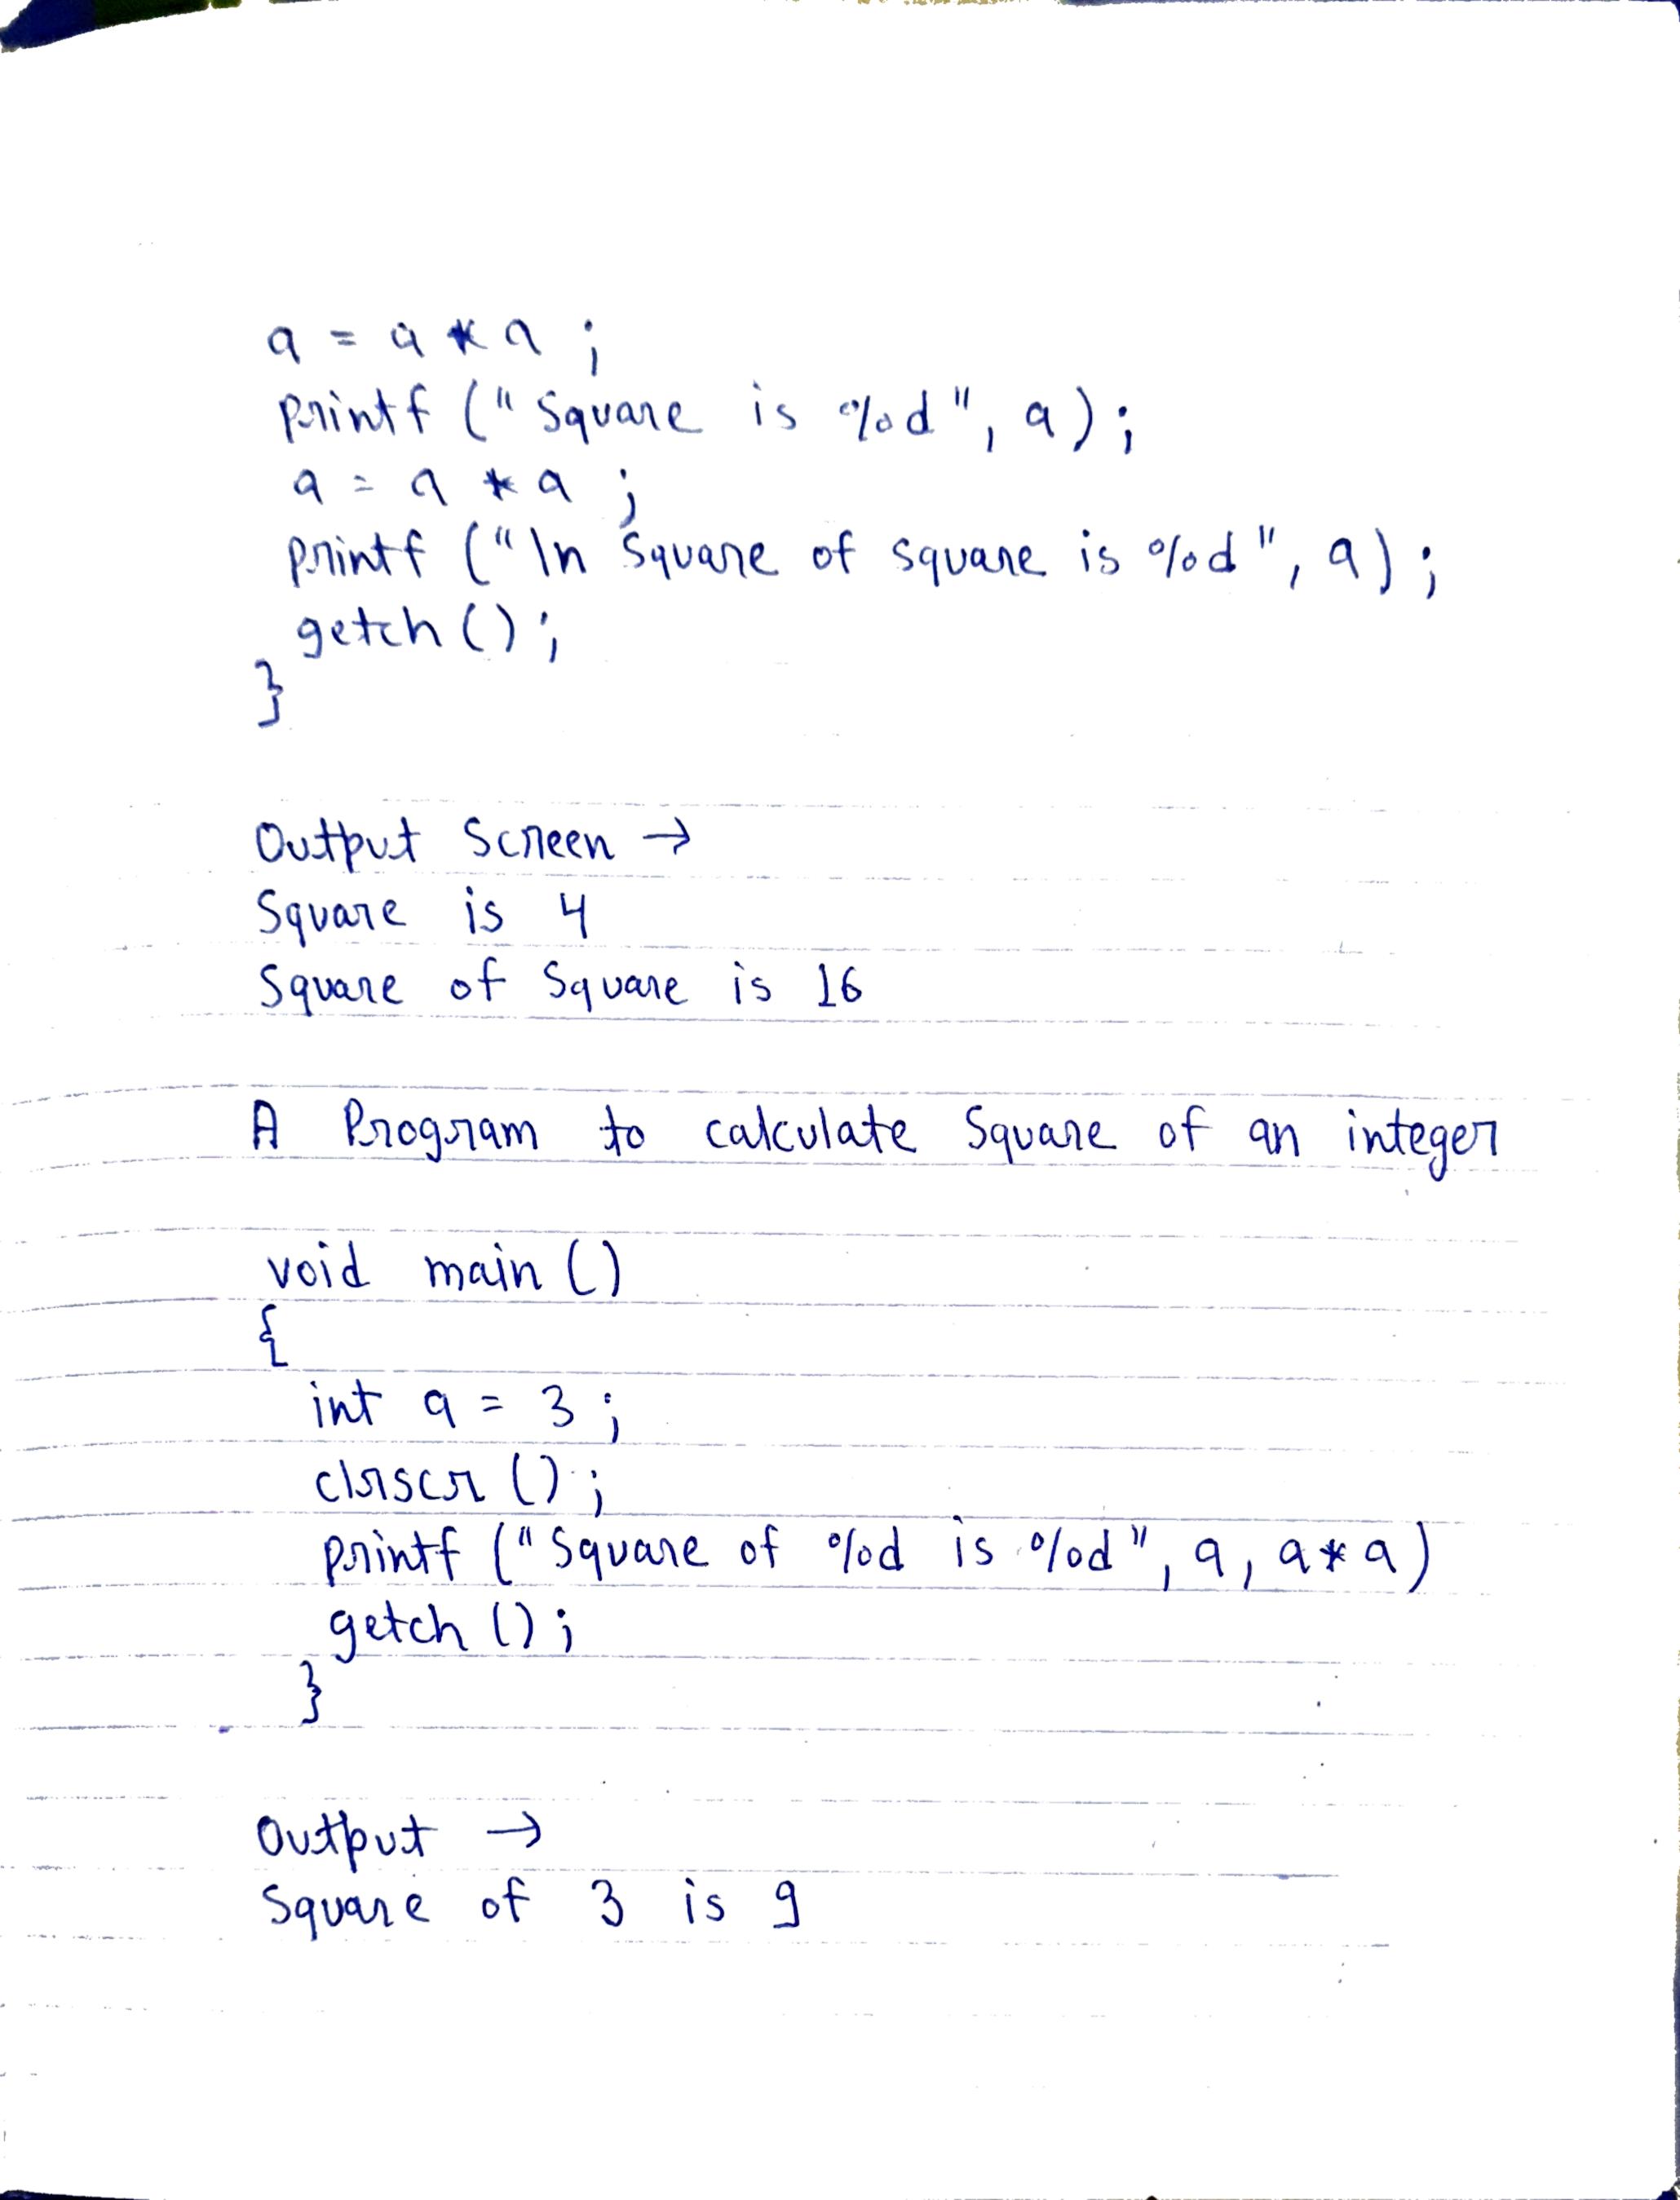 a = a * a ;
printf ("Square is %d", a) ;
a = a * a ;
printf ("\n Square of square is %d", a) ;
getch () ;
}
Output Screen →
Square is 4
Square of Square is 16
A Program to calculate Square of an integer
void main ()
{
int a = 3 ;
clrscr () ;
printf ("Square of %d is %d", a, a * a)
getch () ;
}
Output →
Square of 3 is 9